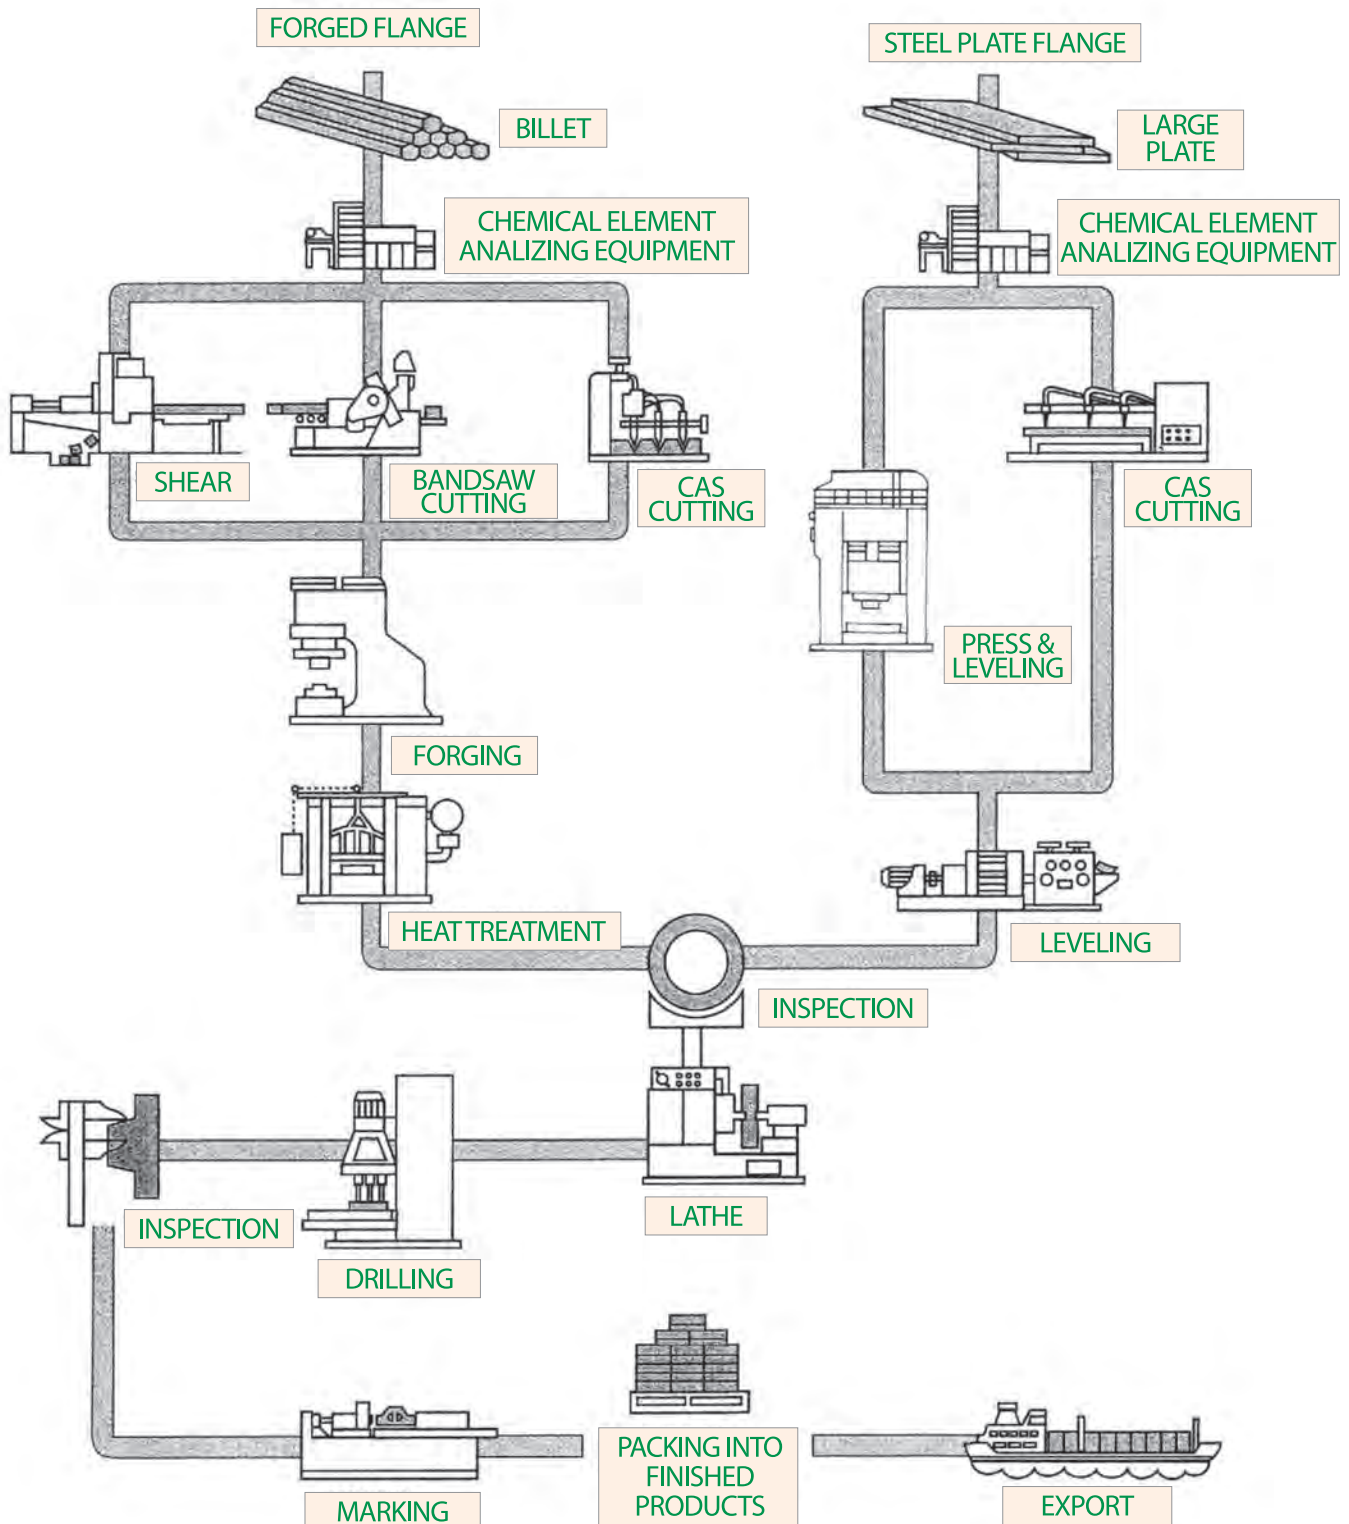 FORGED FLANGE
STEEL PLATE FLANGE
BILLET
LARGE
PLATE
CHEMICAL ELEMENT
ANALIZING EQUIPMENT
CHEMICAL ELEMENT
ANALIZING EQUIPMENT
SHEAR
BANDSAW
CUTTING
CAS
CUTTING
CAS
CUTTING
PRESS &
LEVELING
FORGING
HEAT TREATMENT
LEVELING
INSPECTION
LATHE
INSPECTION
DRILLING
PACKING INTO
FINISHED
PRODUCTS
MARKING
EXPORT